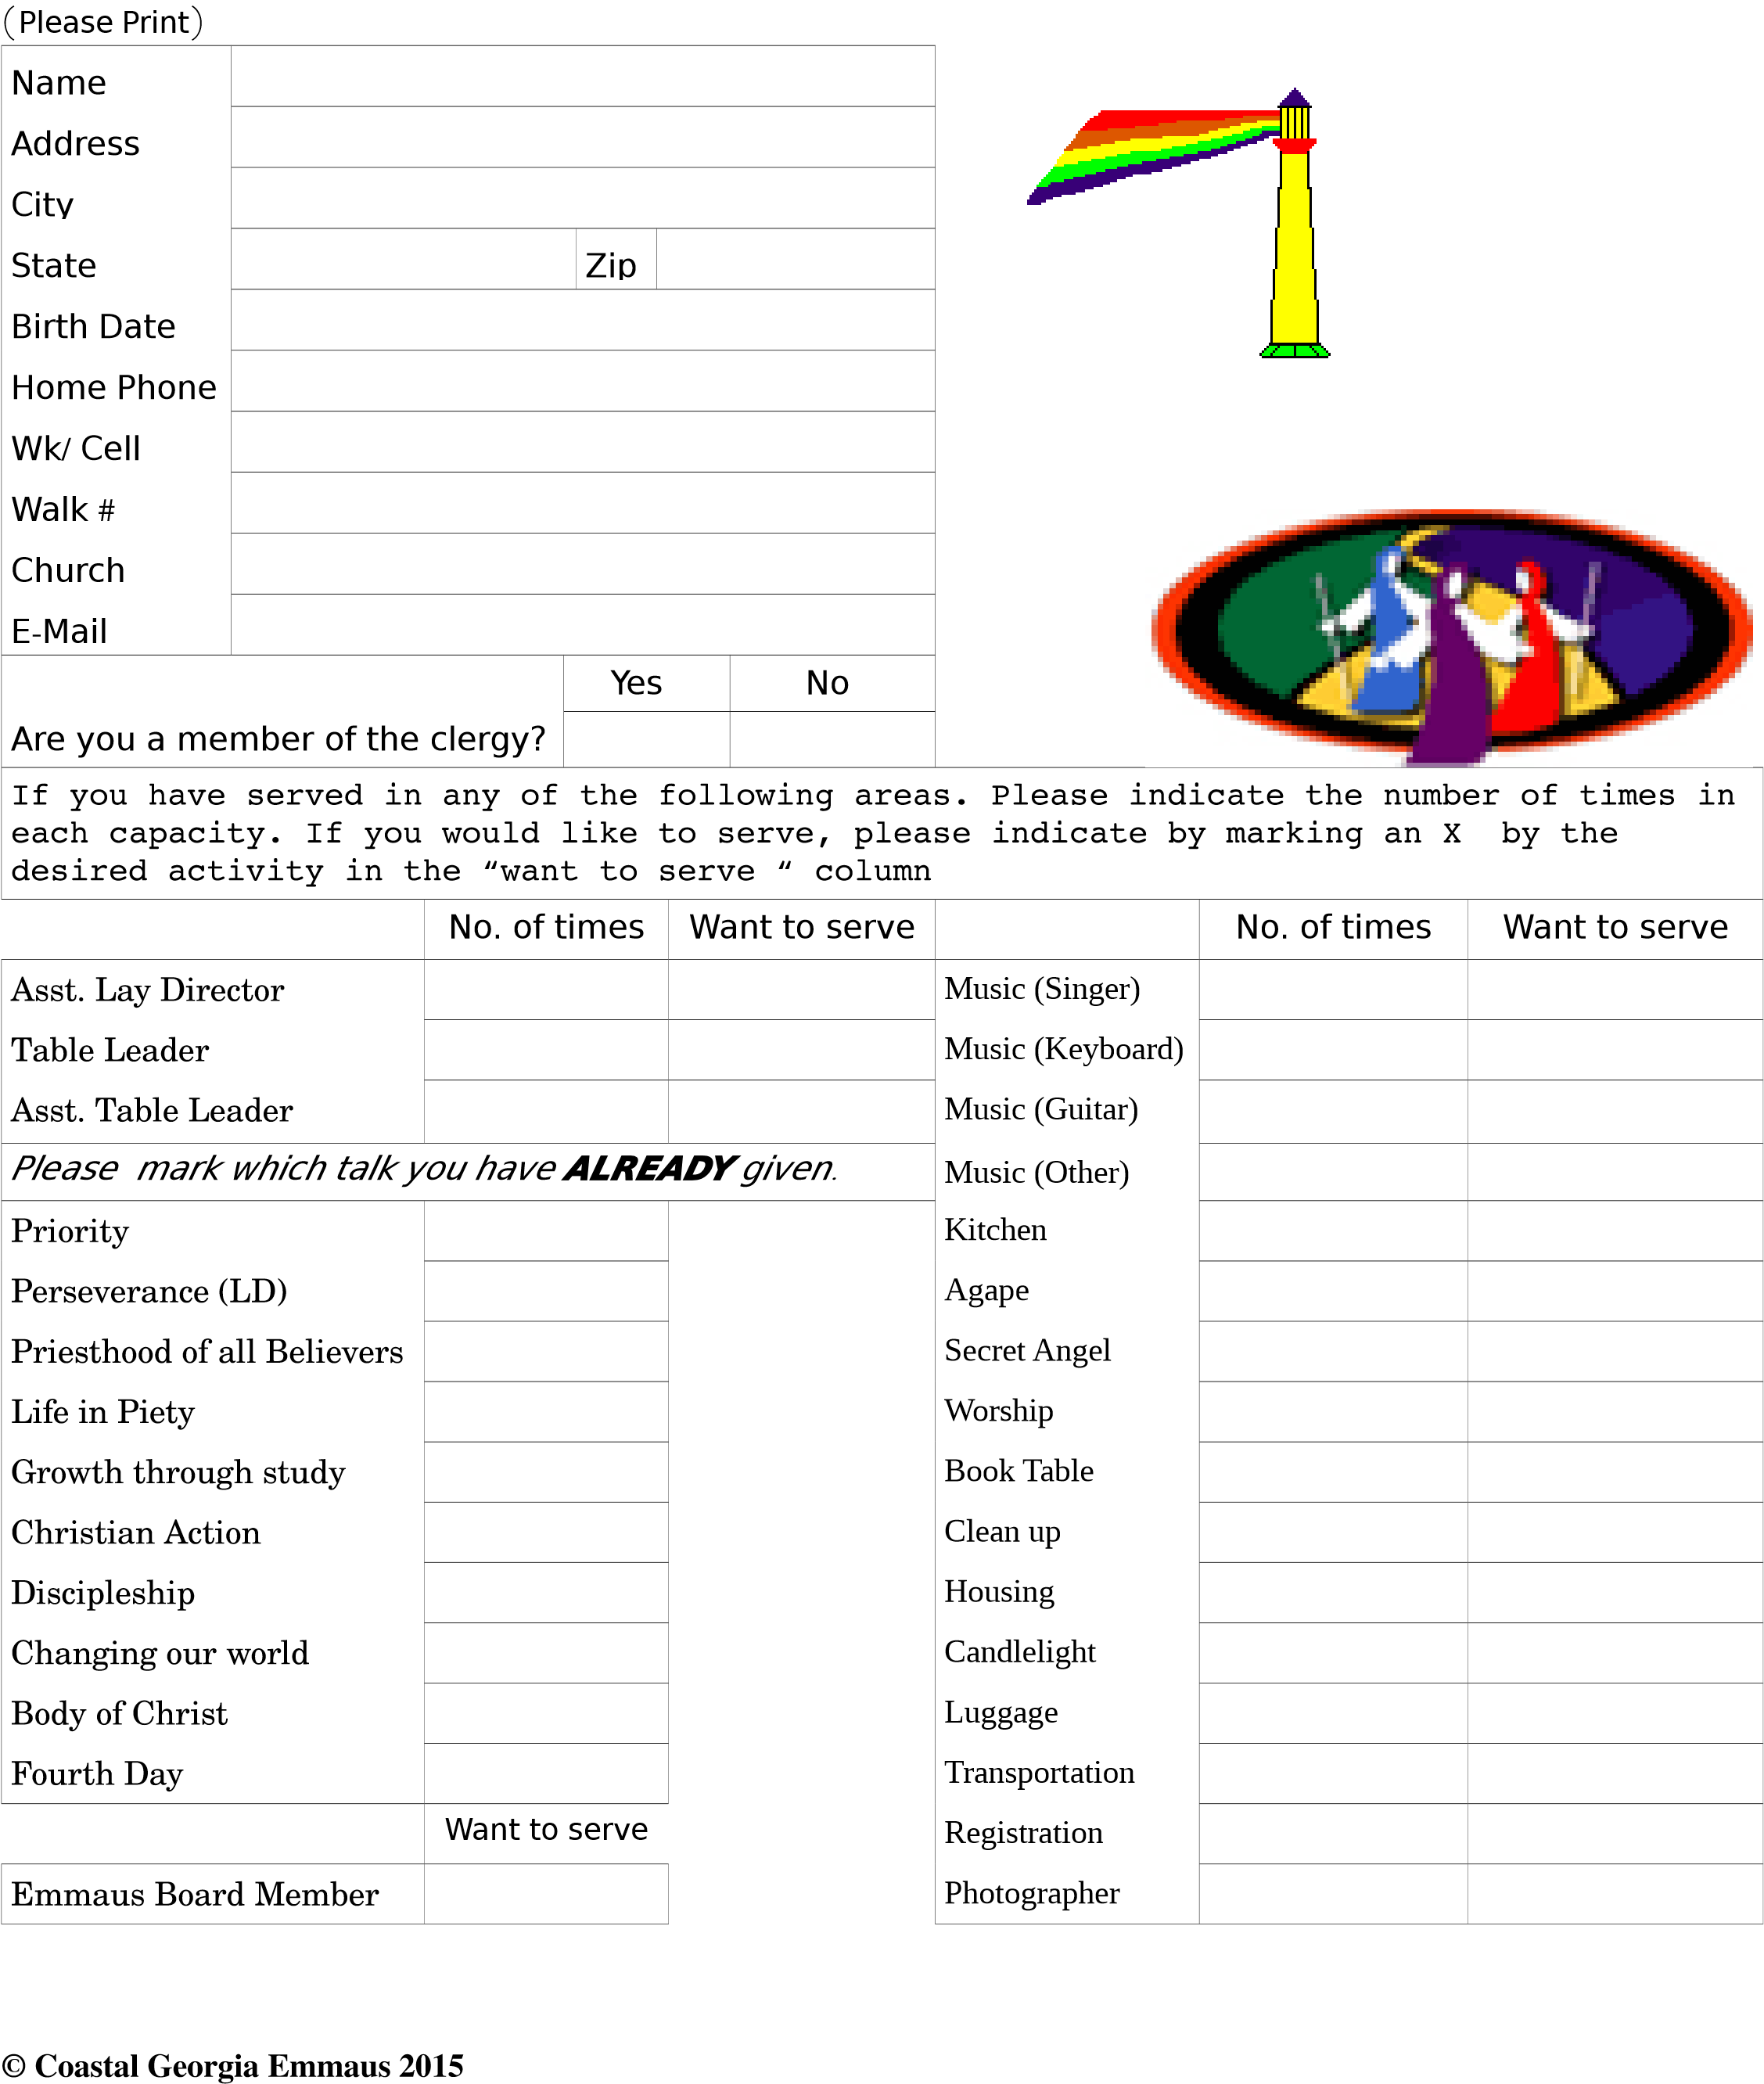 (Please Print)
Name
Address
City
State Zip
Birth Date
Home Phone
Wk/ Cell
Walk #
Church
E-Mail
Yes No
Are you a member of the clergy?
If you have served in any of the following areas. Please indicate the number of times in
each capacity. If you would like to serve, please indicate by marking an X  by the
desired activity in the “want to serve “ column
No. of times Want to serve No. of times Want to serve
Asst. Lay Director Music (Singer)
Table Leader Music (Keyboard)
Asst. Table Leader Music (Guitar)
Please  mark which talk you have ALREADY given. Music (Other)
Priority Kitchen
Perseverance (LD) Agape
Priesthood of all Believers Secret Angel
Life in Piety Worship
Growth through study Book Table
Christian Action Clean up
Discipleship Housing
Changing our world Candlelight
Body of Christ Luggage
Fourth Day Transportation
Want to serve Registration
Emmaus Board Member Photographer
© Coastal Georgia Emmaus 2015